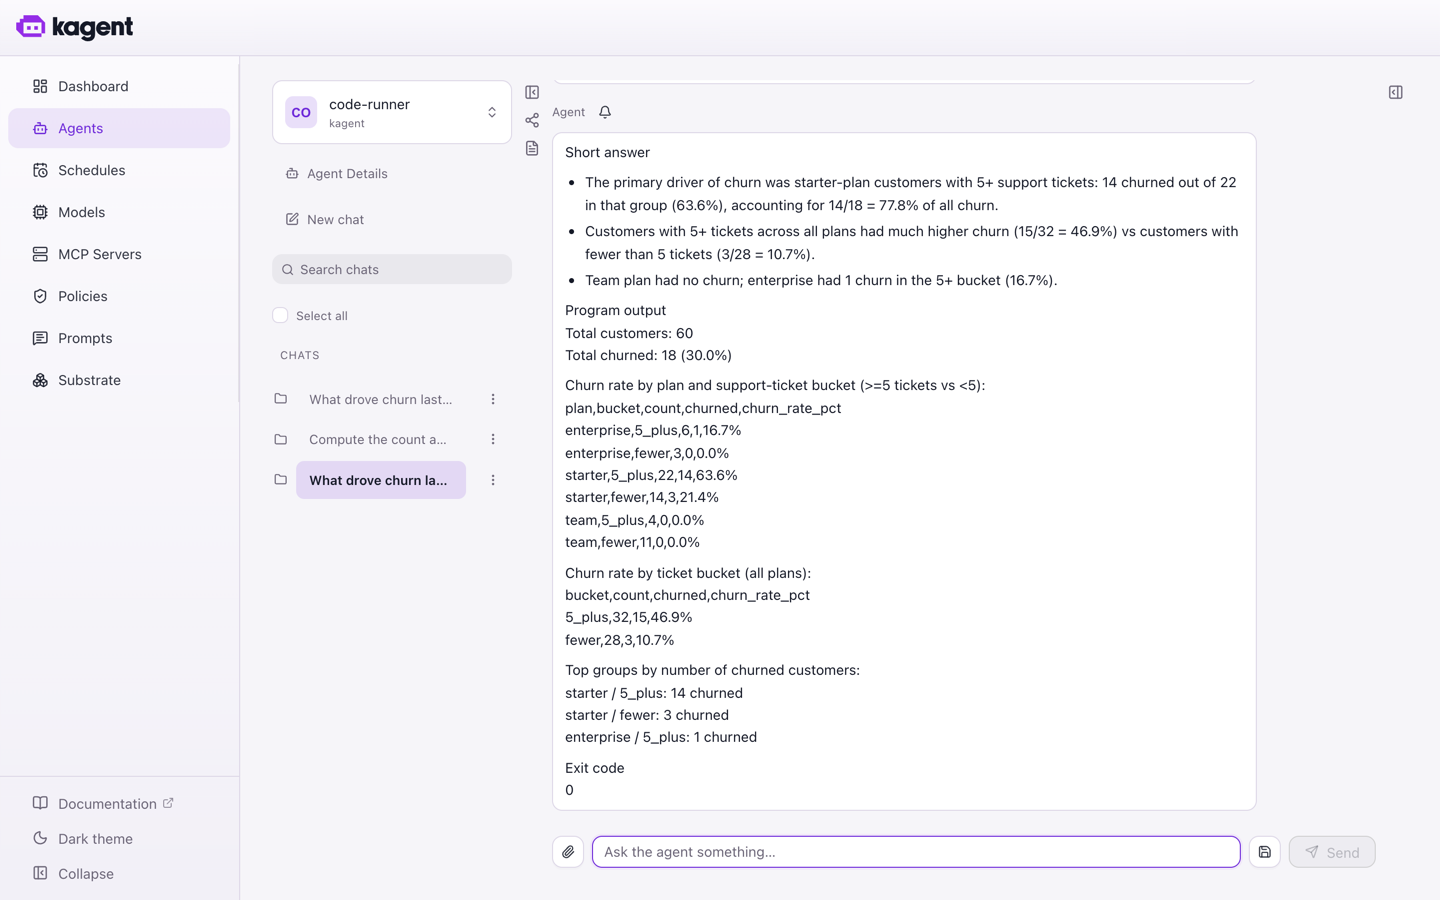 kagent
Dashboard
Agents
Schedules
Models
MCP Servers
Policies
Prompts
Substrate
Documentation
Dark theme
Collapse
CO
code-runner
kagent
Agent Details
New chat
Search chats
Select all
CHATS
What drove churn last...
Compute the count a...
What drove churn la...
Agent
Short answer
• The primary driver of churn was starter-plan customers with 5+ support tickets: 14 churned out of 22
in that group (63.6%), accounting for 14/18 = 77.8% of all churn.
• Customers with 5+ tickets across all plans had much higher churn (15/32 = 46.9%) vs customers with
fewer than 5 tickets (3/28 = 10.7%).
• Team plan had no churn; enterprise had 1 churn in the 5+ bucket (16.7%).
Program output
Total customers: 60
Total churned: 18 (30.0%)
Churn rate by plan and support-ticket bucket (>=5 tickets vs <5):
plan,bucket,count,churned,churn_rate_pct
enterprise,5_plus,6,1,16.7%
enterprise,fewer,3,0,0.0%
starter,5_plus,22,14,63.6%
starter,fewer,14,3,21.4%
team,5_plus,4,0,0.0%
team,fewer,11,0,0.0%
Churn rate by ticket bucket (all plans):
bucket,count,churned,churn_rate_pct
5_plus,32,15,46.9%
fewer,28,3,10.7%
Top groups by number of churned customers:
starter / 5_plus: 14 churned
starter / fewer: 3 churned
enterprise / 5_plus: 1 churned
Exit code
0
Ask the agent something...
Send